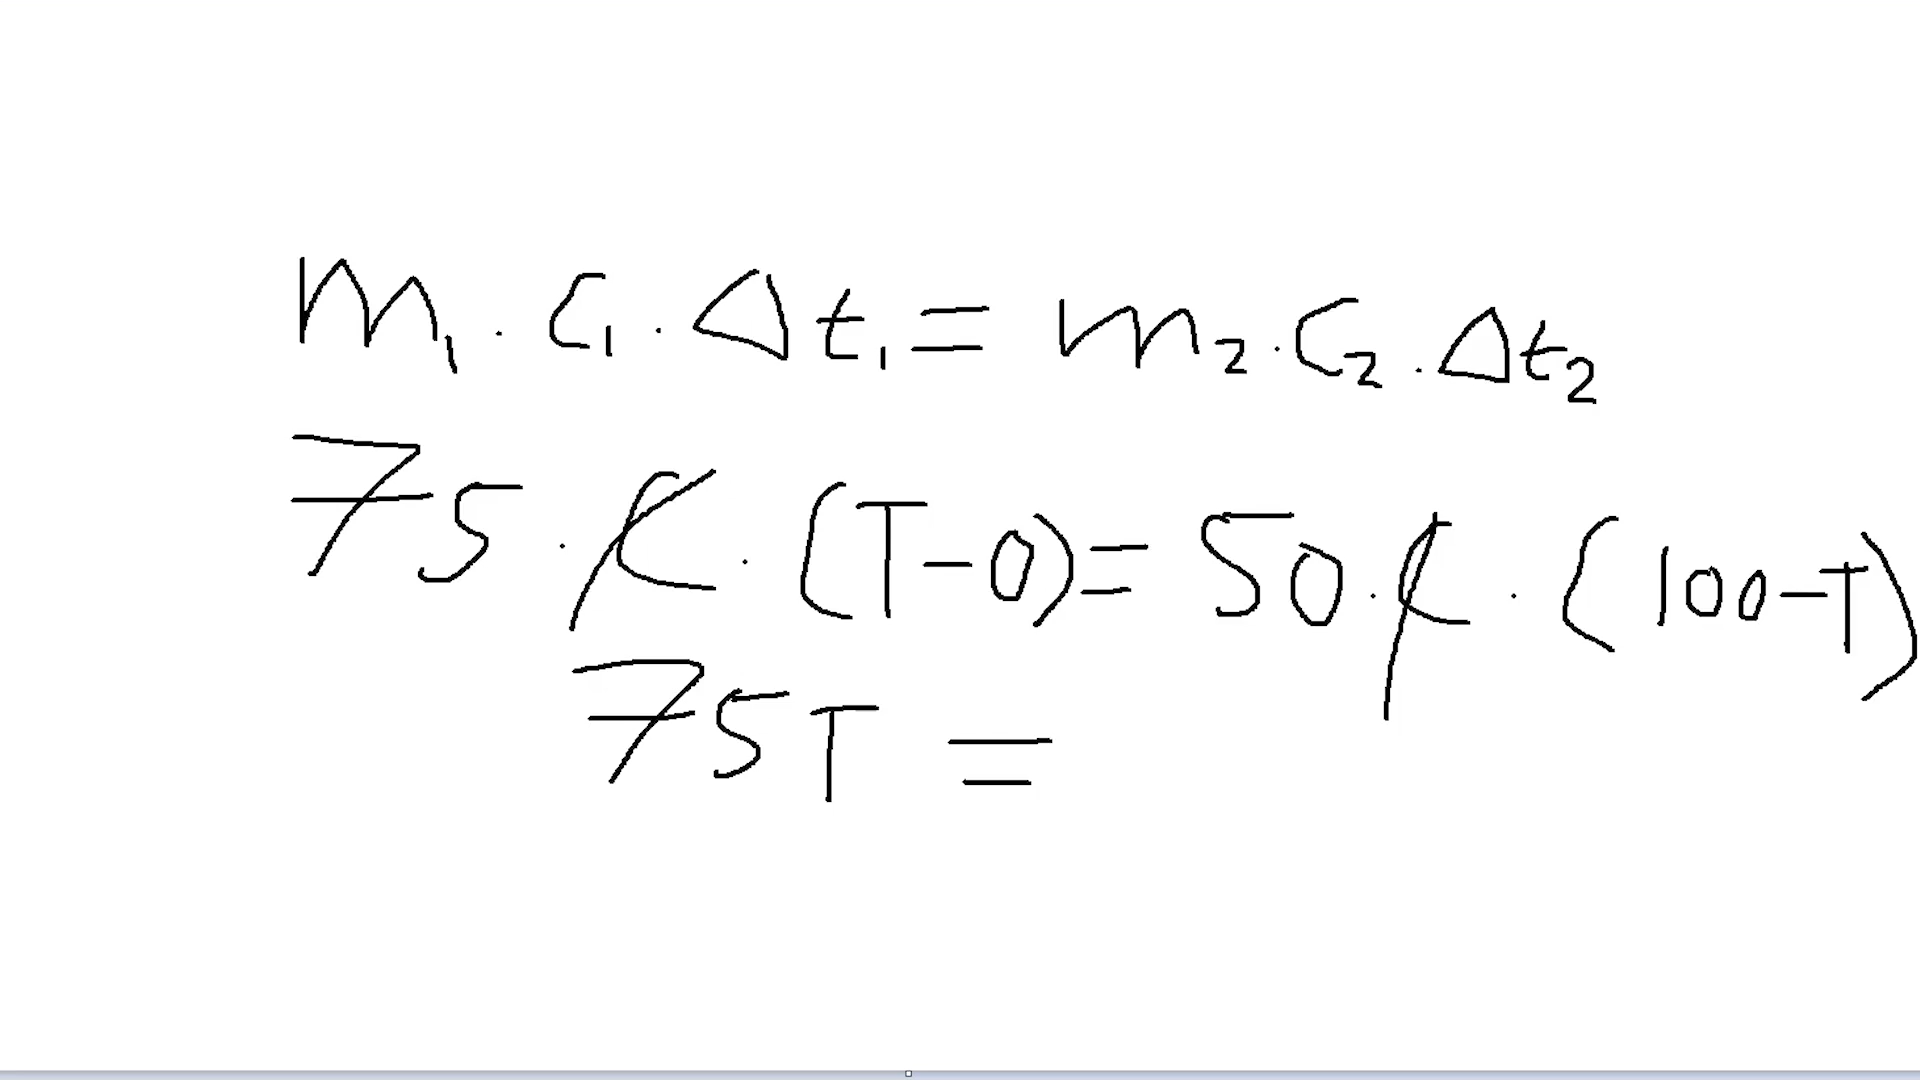 m₁ · c₁ · Δt₁ = m₂ · c₂ · Δt₂
75 · c · (T-0) = 50 · c · (100-T)
75T =